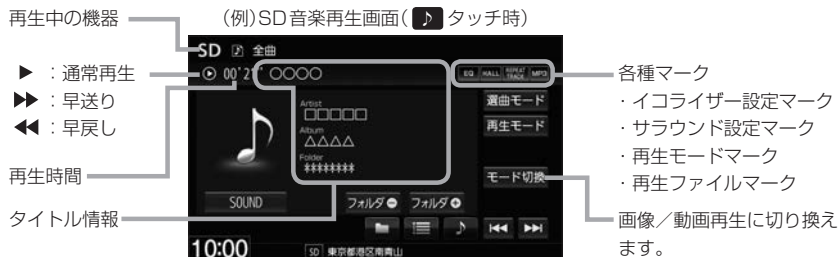 再生中の機器
(例)SD音楽再生画面( ♪ タッチ時)
SD ♪ 全曲
▶ :通常再生
▶▶ :早送り
◀◀ :早戻し
00'21" ○○○○
EQ HALL REPEAT TRACK MP3
各種マーク
・イコライザー設定マーク
・サラウンド設定マーク
・再生モードマーク
・再生ファイルマーク
Artist
□□□□□
Album
△△△△
Folder
********
選曲モード
再生モード
モード切換
再生時間
タイトル情報
SOUND
フォルダ−
フォルダ+
画像/動画再生に切り換え
ます。
10:00
SD 東京都港区南青山